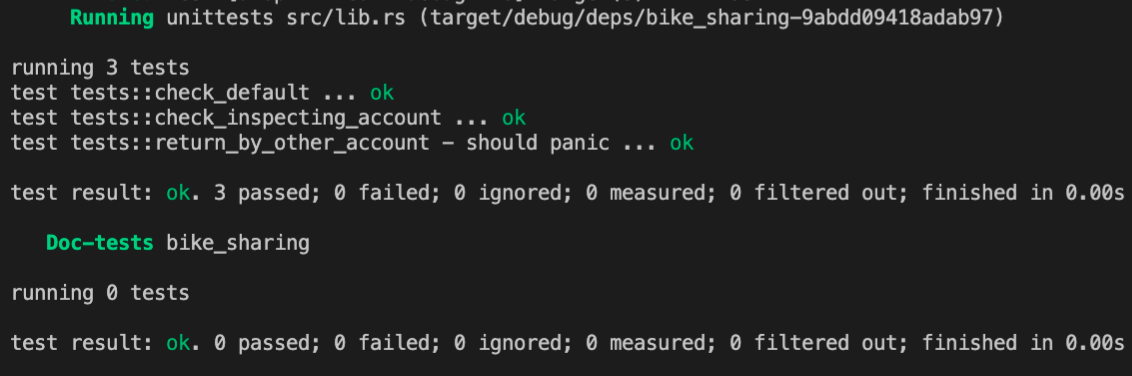 Running unittests src/lib.rs (target/debug/deps/bike_sharing-9abdd09418adab97)
running 3 tests
test tests::check_default ... ok
test tests::check_inspecting_account ... ok
test tests::return_by_other_account - should panic ... ok
test result: ok. 3 passed; 0 failed; 0 ignored; 0 measured; 0 filtered out; finished in 0.00s
Doc-tests bike_sharing
running 0 tests
test result: ok. 0 passed; 0 failed; 0 ignored; 0 measured; 0 filtered out; finished in 0.00s